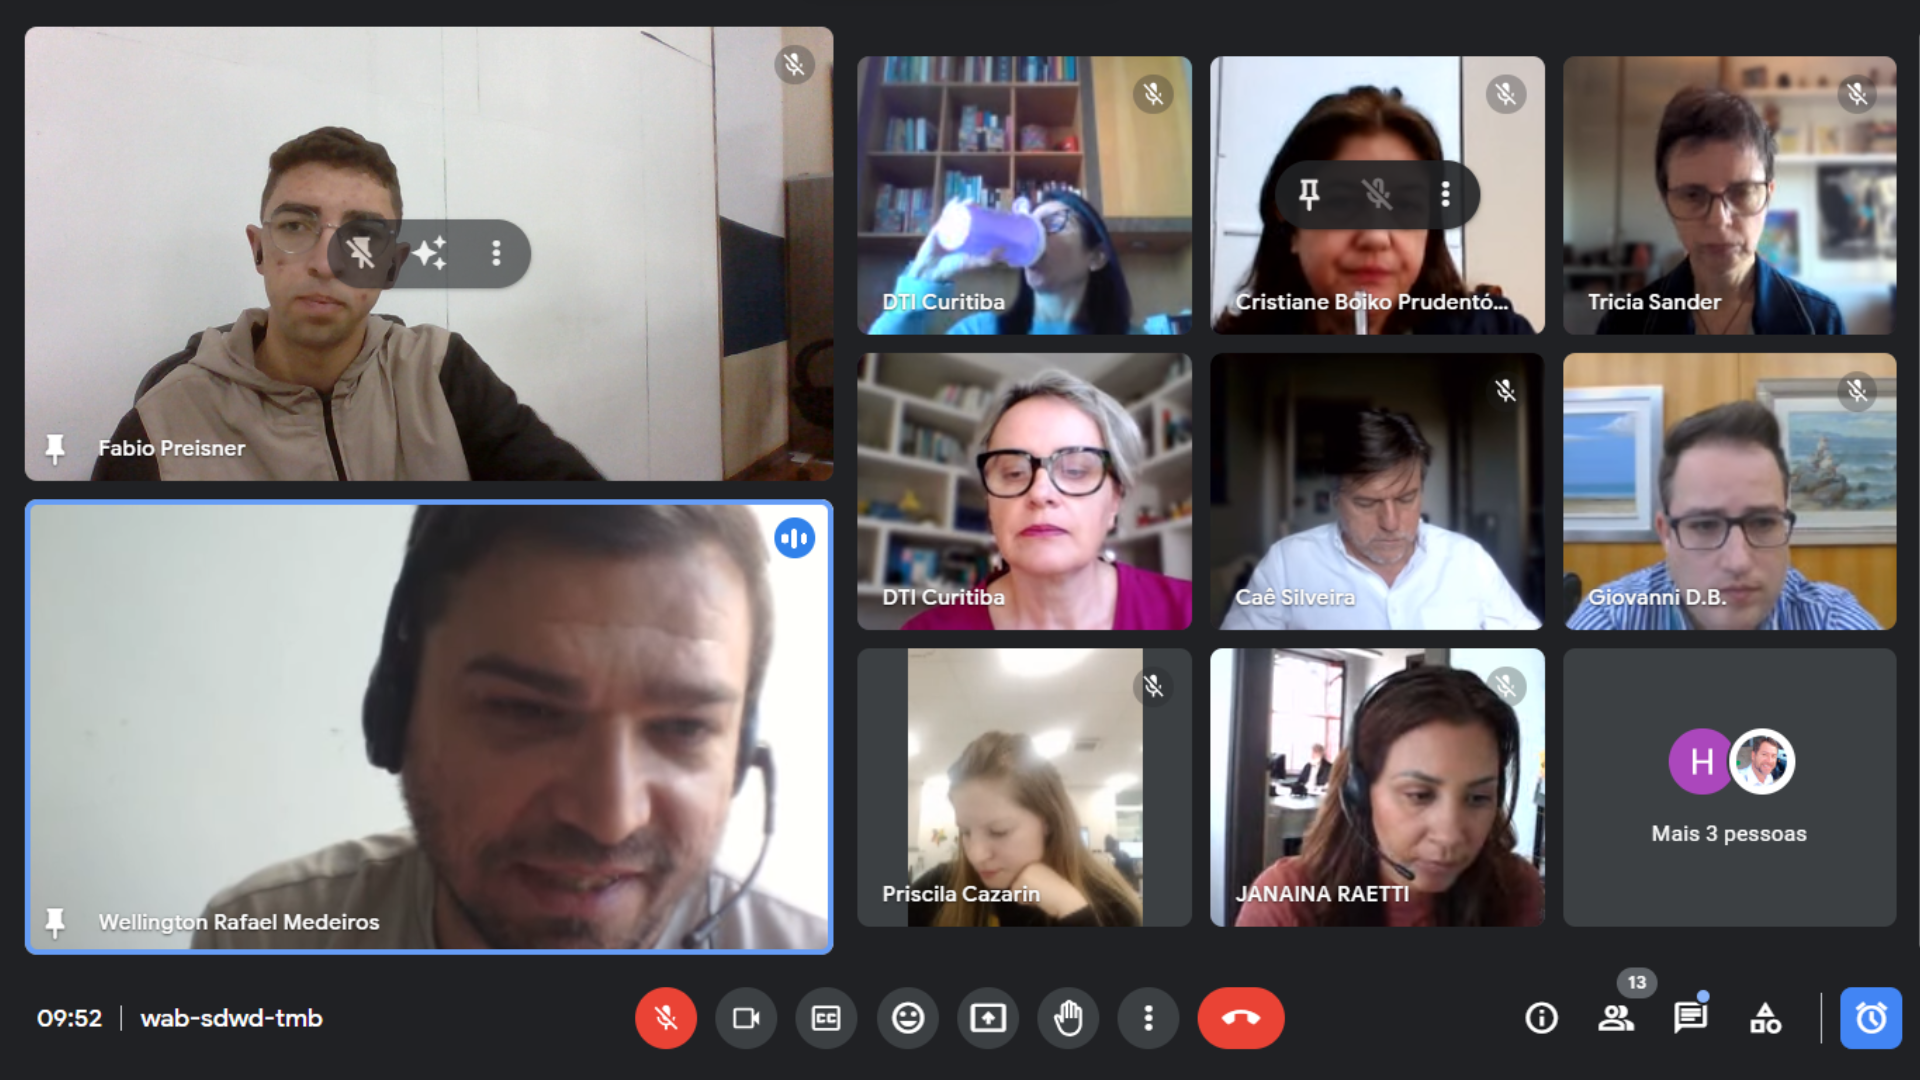 Fabio Preisner
DTI Curitiba
Cristiane Boiko Prudentó...
Tricia Sander
DTI Curitiba
Caê Silveira
Giovanni D.B.
Wellington Rafael Medeiros
Priscila Cazarin
JANAINA RAETTI
H
Mais 3 pessoas
09:52
wab-sdwd-tmb
CC
13